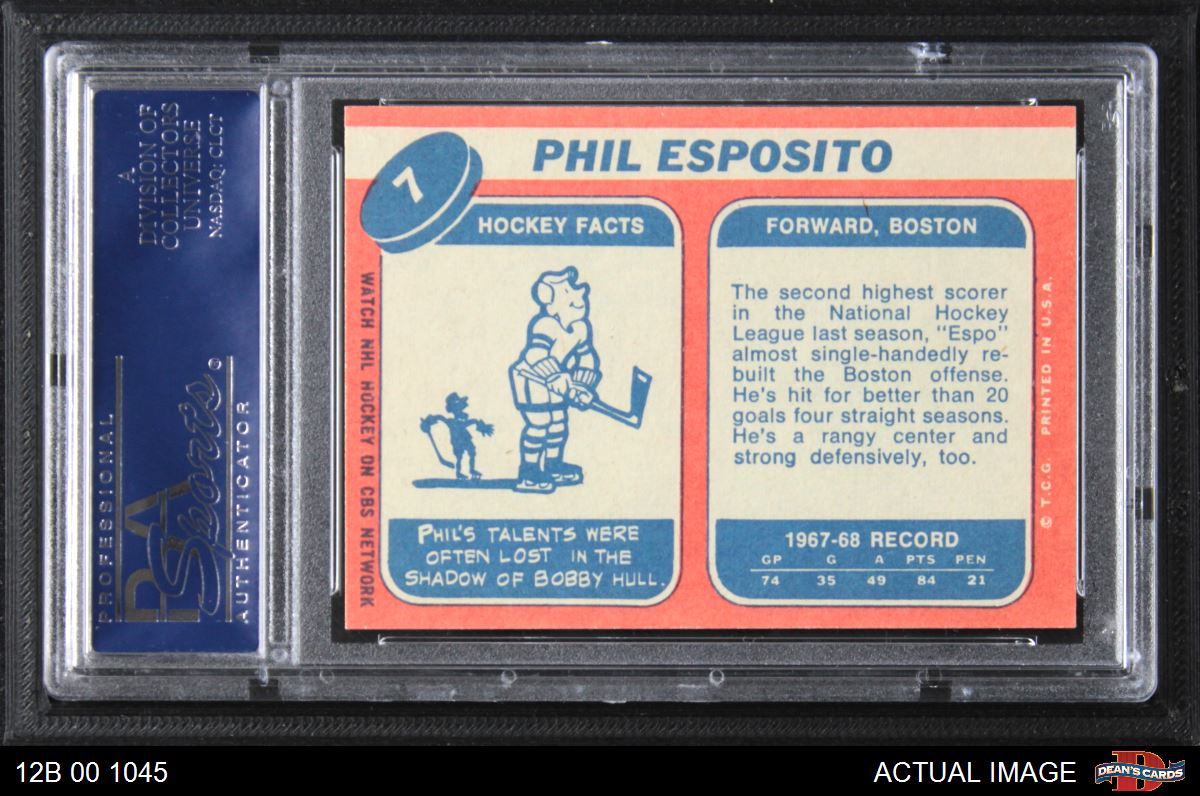 A
DIVISION OF
COLLECTORS
UNIVERSE
NASDAQ: CLCT
PROFESSIONAL
PSA
Sports
AUTHENTICATOR
7
PHIL ESPOSITO
HOCKEY FACTS
WATCH NHL HOCKEY ON CBS NETWORK
PHIL'S TALENTS WERE
OFTEN LOST IN THE
SHADOW OF BOBBY HULL.
FORWARD, BOSTON
The second highest scorer
in the National Hockey
League last season, "Espo"
almost single-handedly re-
built the Boston offense.
He's hit for better than 20
goals four straight seasons.
He's a rangy center and
strong defensively, too.
1967-68 RECORD
GP G A PTS PEN
74 35 49 84 21
© T.C.G. PRINTED IN U.S.A.
12B 00 1045
ACTUAL IMAGE
D
DEAN'S CARDS